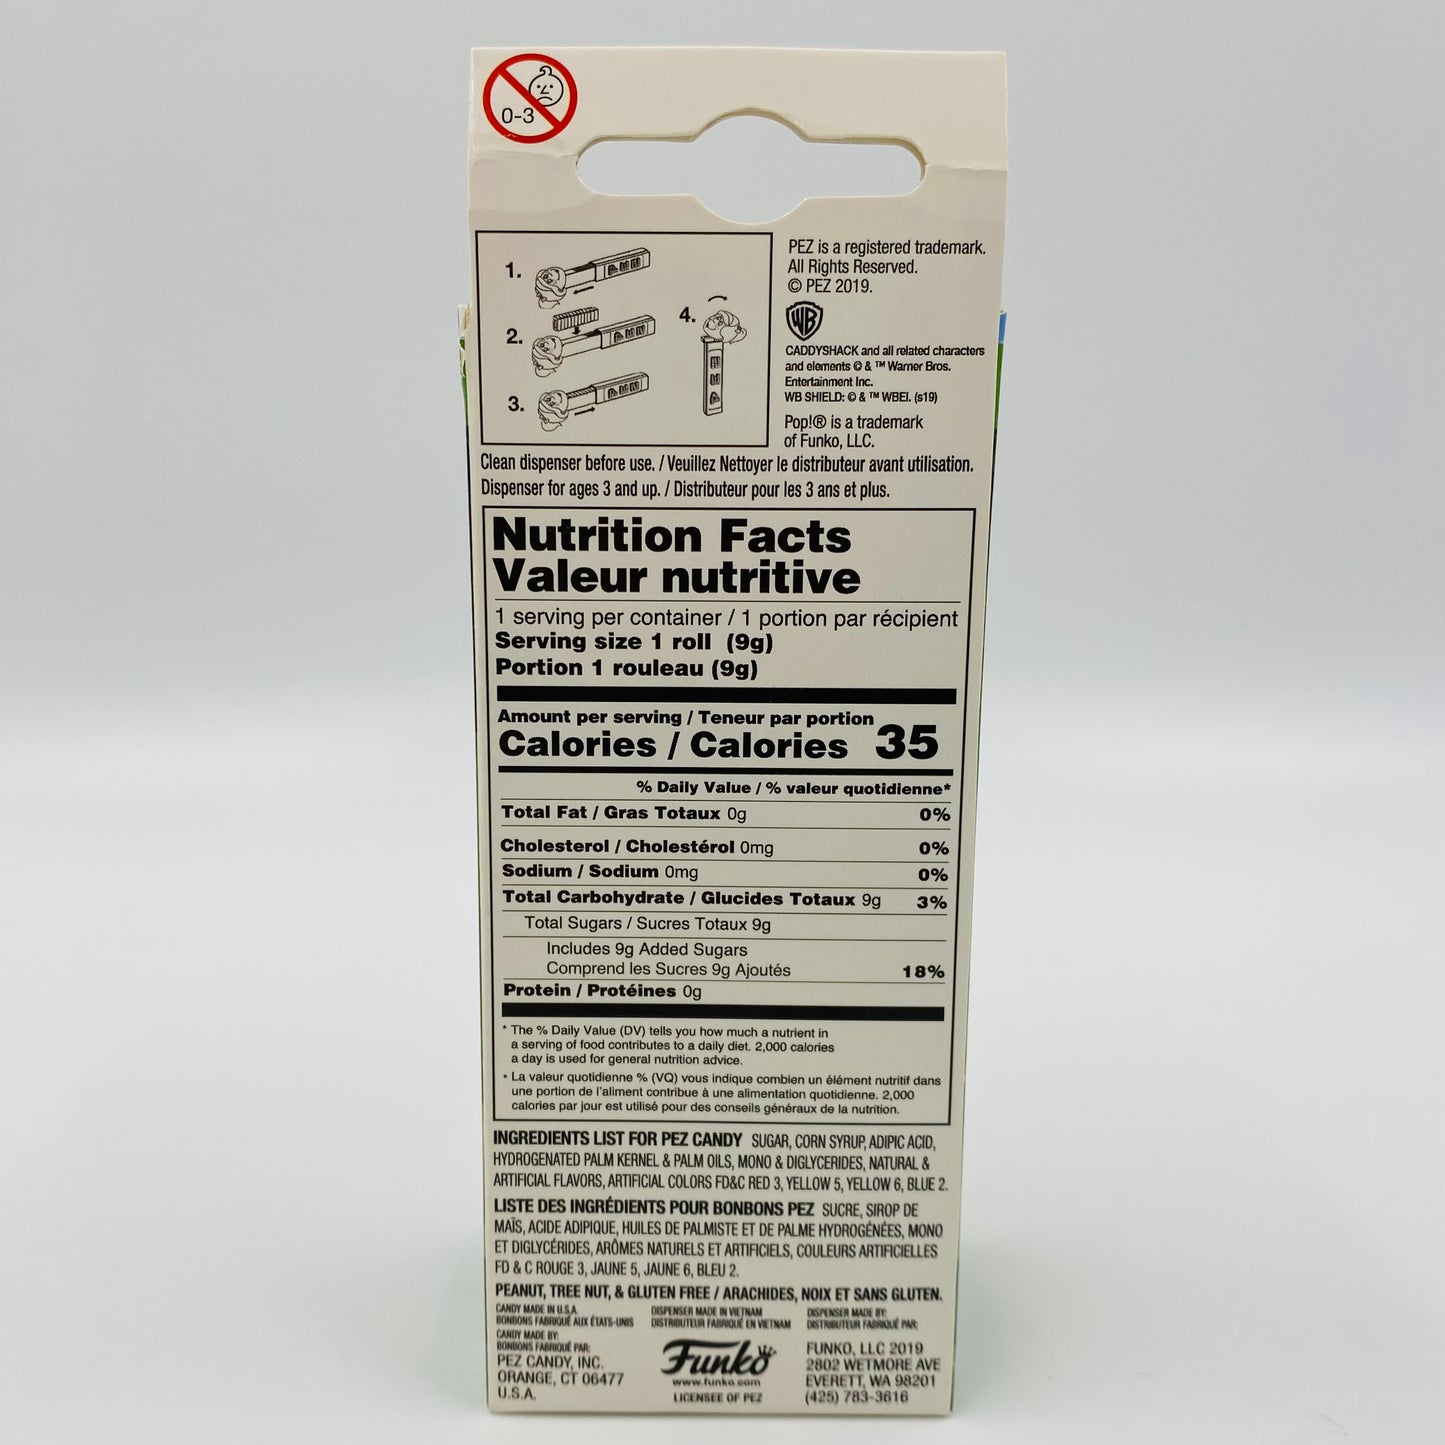 0-3
1.
2.
3.
4.
PEZ is a registered trademark.
All Rights Reserved.
© PEZ 2019.
WB
CADDYSHACK and all related characters
and elements © & ™ Warner Bros.
Entertainment Inc.
WB SHIELD: © & ™ WBEI. (s19)
Pop!® is a trademark
of Funko, LLC.
Clean dispenser before use. / Veuillez Nettoyer le distributeur avant utilisation.
Dispenser for ages 3 and up. / Distributeur pour les 3 ans et plus.
Nutrition Facts
Valeur nutritive
1 serving per container / 1 portion par récipient
Serving size 1 roll (9g)
Portion 1 rouleau (9g)
Amount per serving / Teneur par portion
Calories / Calories 35
% Daily Value / % valeur quotidienne*
Total Fat / Gras Totaux 0g 0%
Cholesterol / Cholestérol 0mg 0%
Sodium / Sodium 0mg 0%
Total Carbohydrate / Glucides Totaux 9g 3%
Total Sugars / Sucres Totaux 9g
Includes 9g Added Sugars
Comprend les Sucres 9g Ajoutés 18%
Protein / Protéines 0g
* The % Daily Value (DV) tells you how much a nutrient in
a serving of food contributes to a daily diet. 2,000 calories
a day is used for general nutrition advice.
* La valeur quotidienne % (VQ) vous indique combien un élément nutritif dans
une portion de l'aliment contribue à une alimentation quotidienne. 2,000
calories par jour est utilisé pour des conseils généraux de la nutrition.
INGREDIENTS LIST FOR PEZ CANDY SUGAR, CORN SYRUP, ADIPIC ACID,
HYDROGENATED PALM KERNEL & PALM OILS, MONO & DIGLYCERIDES, NATURAL &
ARTIFICIAL FLAVORS, ARTIFICIAL COLORS FD&C RED 3, YELLOW 5, YELLOW 6, BLUE 2.
LISTE DES INGRÉDIENTS POUR BONBONS PEZ SUCRE, SIROP DE
MAÏS, ACIDE ADIPIQUE, HUILES DE PALMISTE ET DE PALME HYDROGÉNÉES, MONO
ET DIGLYCÉRIDES, ARÔMES NATURELS ET ARTIFICIELS, COULEURS ARTIFICIELLES
FD & C ROUGE 3, JAUNE 5, JAUNE 6, BLEU 2.
PEANUT, TREE NUT, & GLUTEN FREE / ARACHIDES, NOIX ET SANS GLUTEN.
CANDY MADE IN U.S.A.
BONBONS FABRIQUÉ AUX ÉTATS-UNIS
CANDY MADE BY:
BONBONS FABRIQUÉ PAR:
PEZ CANDY, INC.
ORANGE, CT 06477
U.S.A.
DISPENSER MADE IN VIETNAM
DISTRIBUTEUR FABRIQUÉ EN VIETNAM
Funko
www.funko.com
LICENSEE OF PEZ
DISPENSER MADE BY:
DISTRIBUTEUR FABRIQUÉ PAR:
FUNKO, LLC 2019
2802 WETMORE AVE
EVERETT, WA 98201
(425) 783-3616